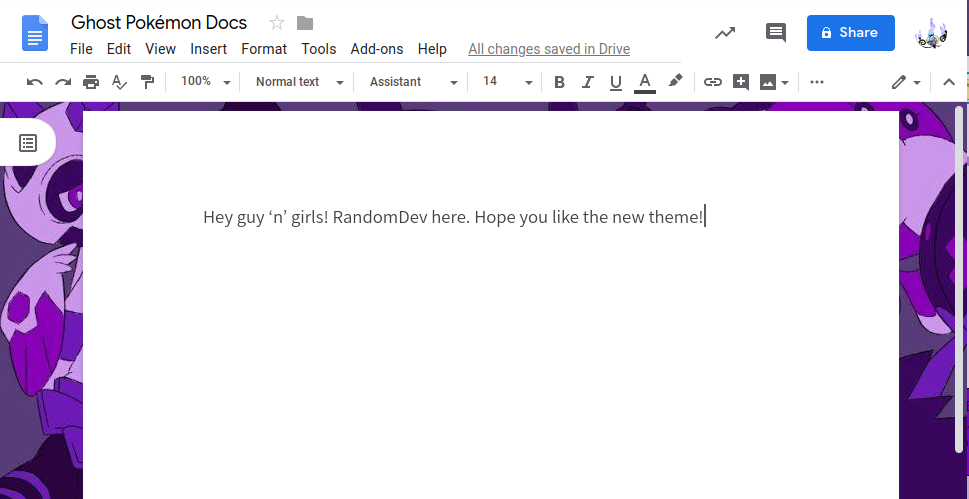 Ghost Pokémon Docs
File Edit View Insert Format Tools Add-ons Help All changes saved in Drive
Share
100% Normal text Assistant 14 B I U A
Hey guy ‘n’ girls! RandomDev here. Hope you like the new theme!